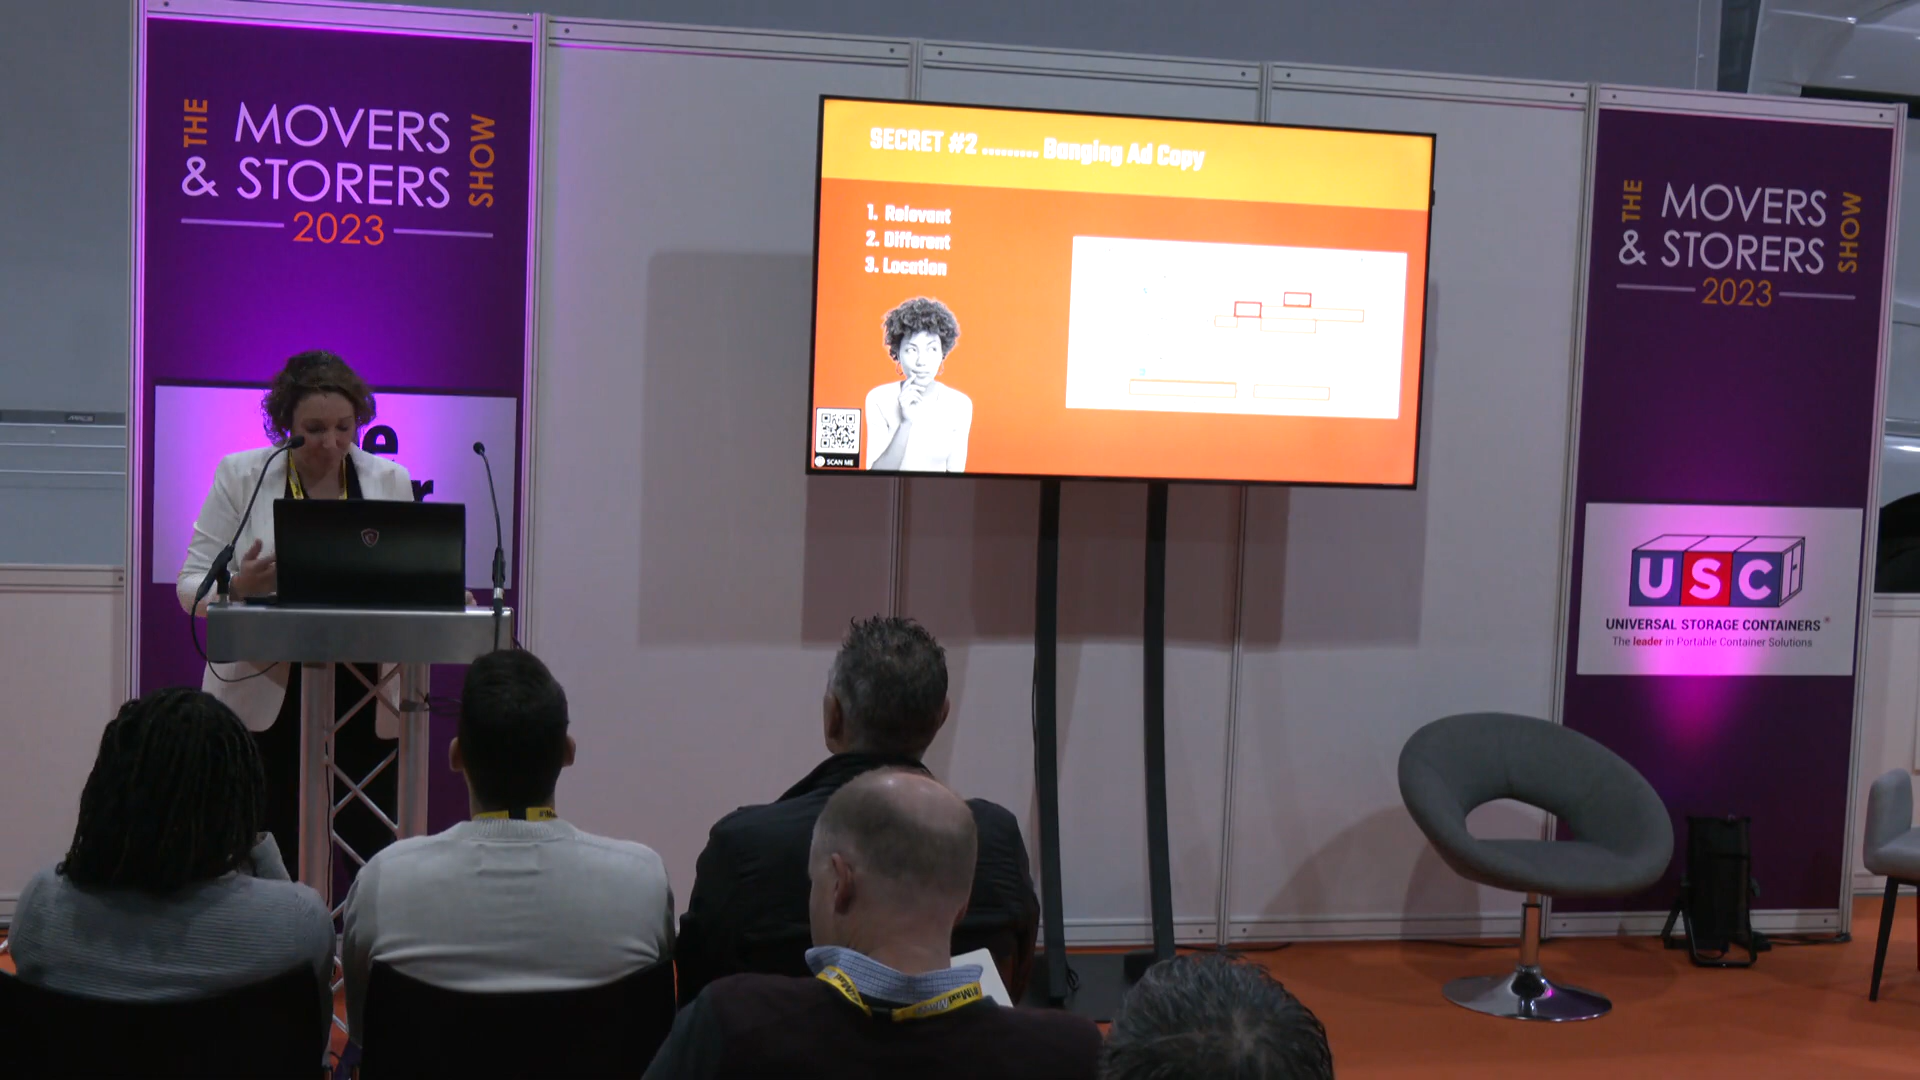 THE
MOVERS
& STORERS
SHOW
2023
e
r
SECRET #2 ......... Banging Ad Copy
1. Relevant
2. Different
3. Location
SCAN ME
THE
MOVERS
& STORERS
SHOW
2023
USC
UNIVERSAL STORAGE CONTAINERS
The leader in Portable Container Solutions